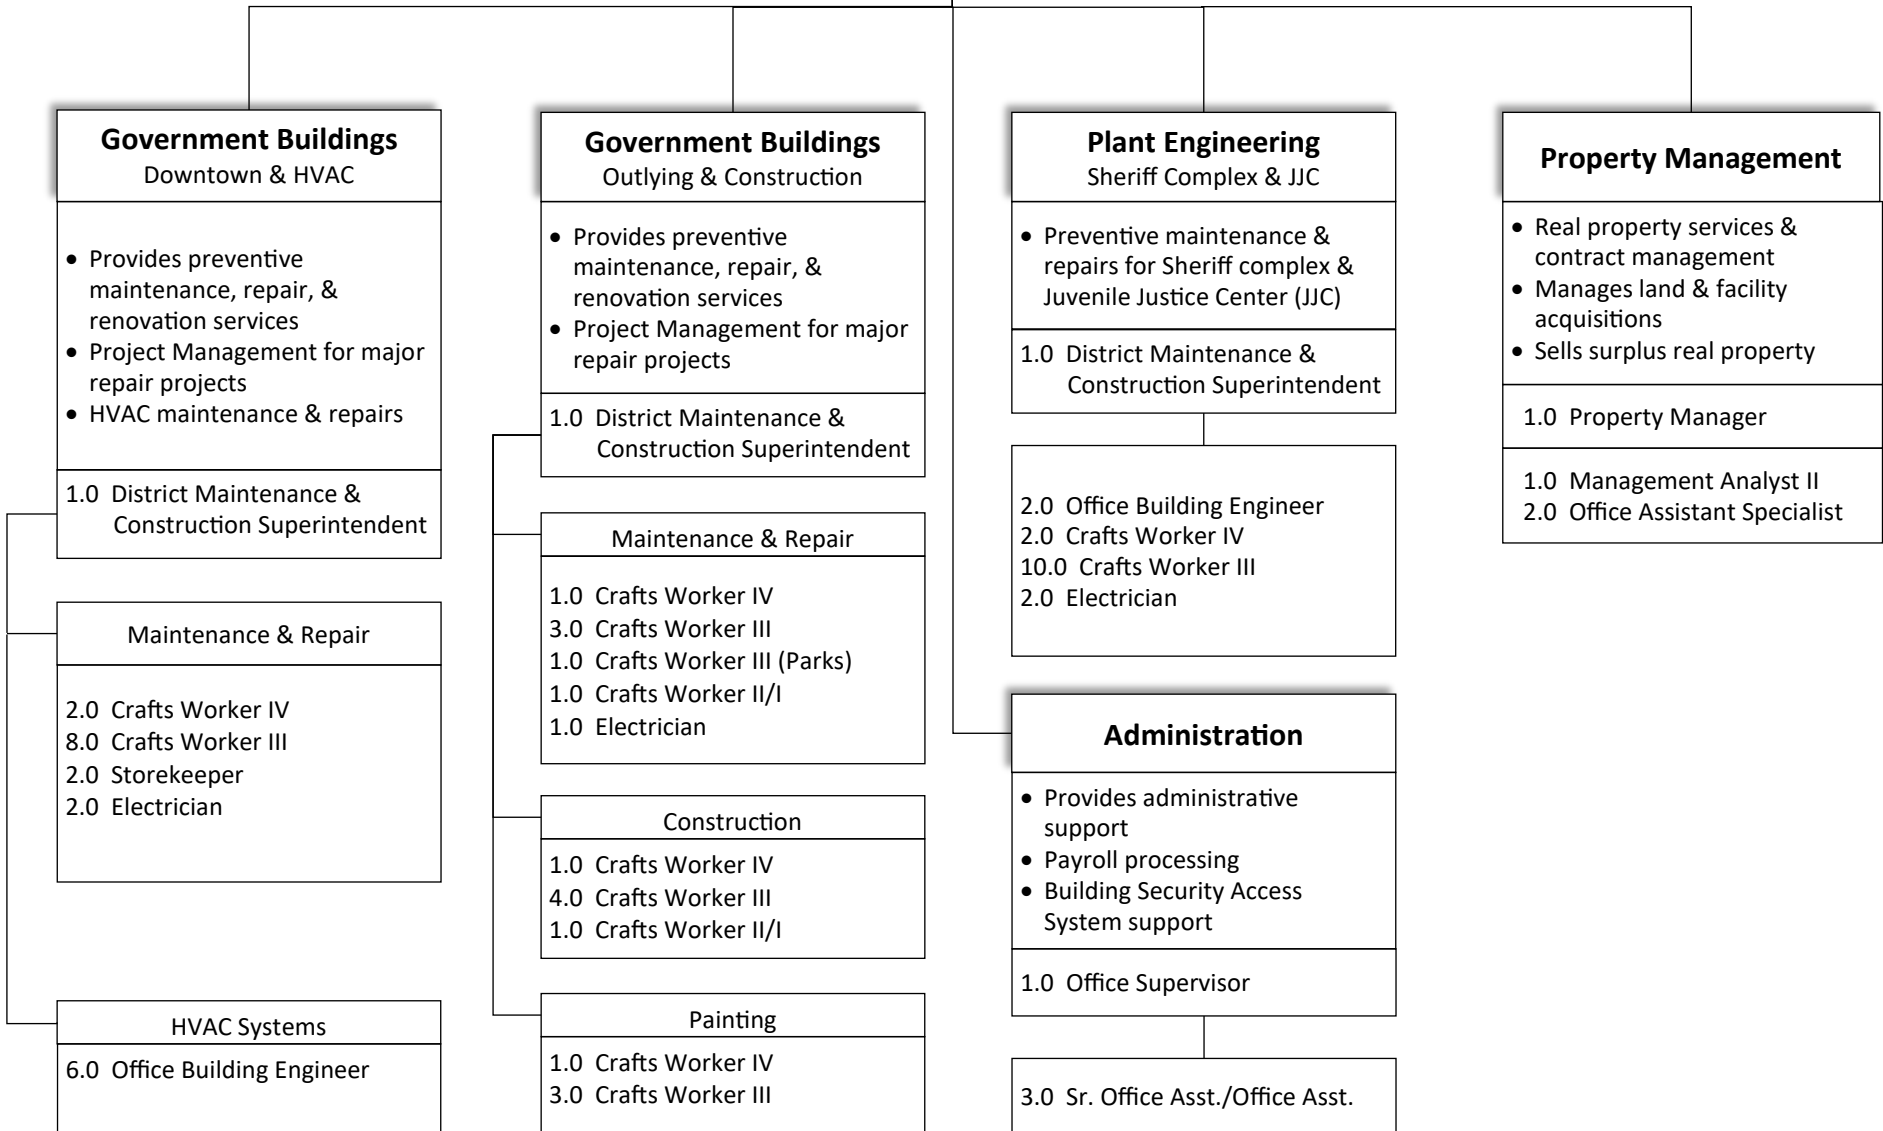 Government Buildings
Downtown & HVAC
• Provides preventive
maintenance, repair, &
renovation services
• Project Management for major
repair projects
• HVAC maintenance & repairs
1.0 District Maintenance &
Construction Superintendent
Maintenance & Repair
2.0 Crafts Worker IV
8.0 Crafts Worker III
2.0 Storekeeper
2.0 Electrician
HVAC Systems
6.0 Office Building Engineer
Government Buildings
Outlying & Construction
• Provides preventive
maintenance, repair, &
renovation services
• Project Management for major
repair projects
1.0 District Maintenance &
Construction Superintendent
Maintenance & Repair
1.0 Crafts Worker IV
3.0 Crafts Worker III
1.0 Crafts Worker III (Parks)
1.0 Crafts Worker II/I
1.0 Electrician
Construction
1.0 Crafts Worker IV
4.0 Crafts Worker III
1.0 Crafts Worker II/I
Painting
1.0 Crafts Worker IV
3.0 Crafts Worker III
Plant Engineering
Sheriff Complex & JJC
• Preventive maintenance &
repairs for Sheriff complex &
Juvenile Justice Center (JJC)
1.0 District Maintenance &
Construction Superintendent
2.0 Office Building Engineer
2.0 Crafts Worker IV
10.0 Crafts Worker III
2.0 Electrician
Administration
• Provides administrative
support
• Payroll processing
• Building Security Access
System support
1.0 Office Supervisor
3.0 Sr. Office Asst./Office Asst.
Property Management
• Real property services &
contract management
• Manages land & facility
acquisitions
• Sells surplus real property
1.0 Property Manager
1.0 Management Analyst II
2.0 Office Assistant Specialist